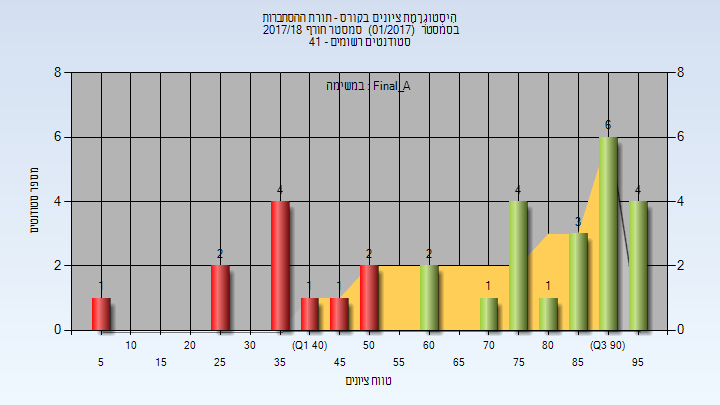 היסטוגרמת ציונים בקורס - תורת ההסתברות
בסמסטר (01/2017) סמסטר חורף 2017/18
סטודנטים רשומים - 41
במשימה : Final_A
8 8
6 6
4 4
2 2
0 0
מספר סטודנטים
1 2 4 1 1 2 2 1 4 1 3 6 4
10 20 30 (Q1 40) 50 60 70 80 (Q3 90)
5 15 25 35 45 55 65 75 85 95
טווח ציונים